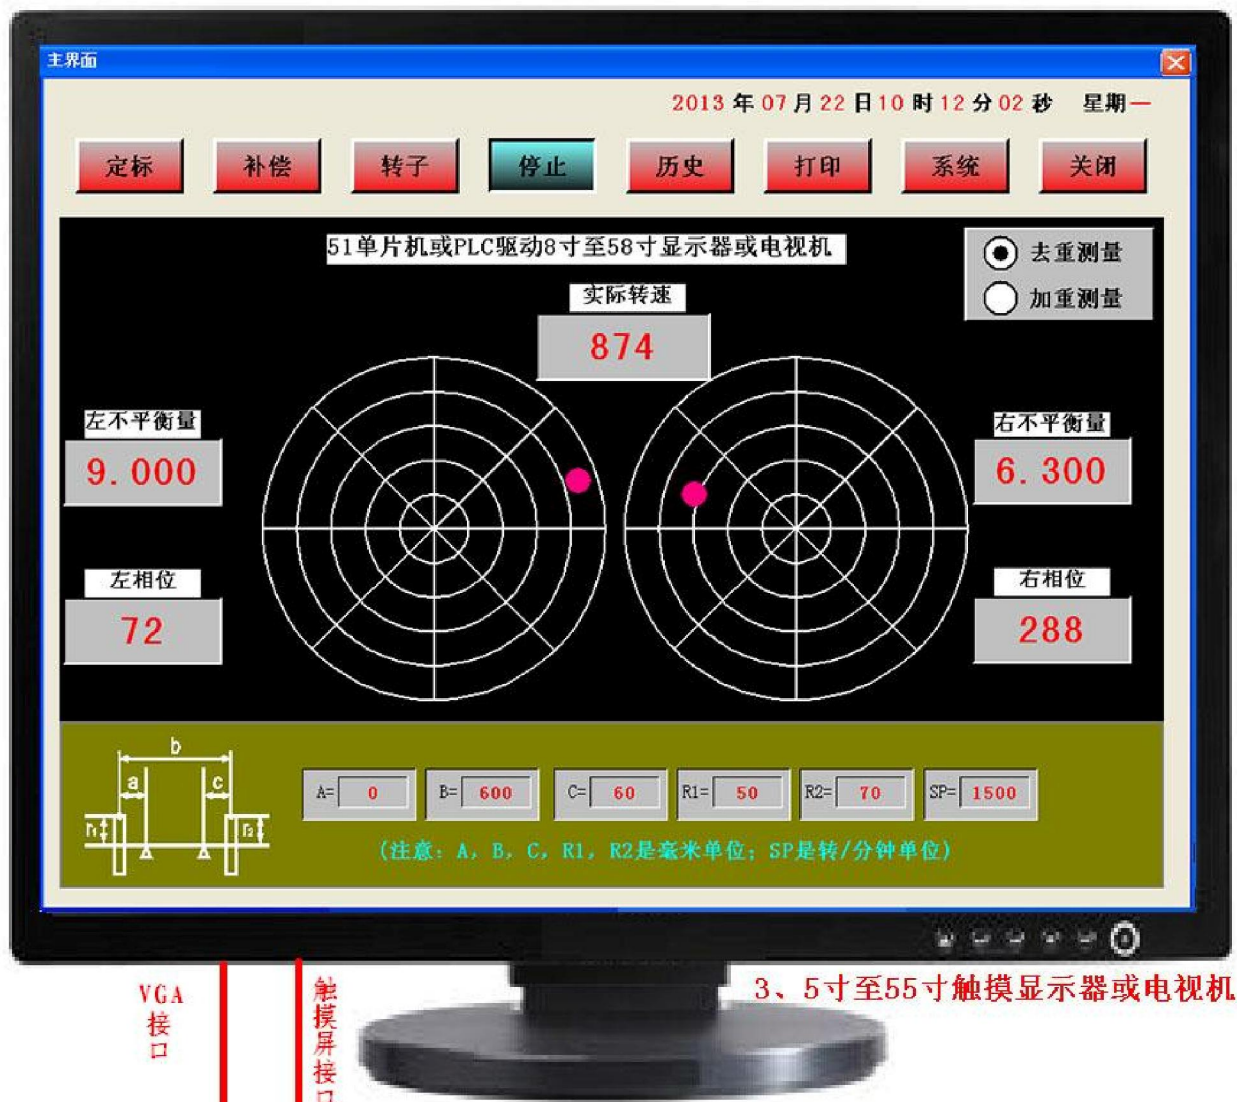 主界面
2013 年 07 月 22 日 10 时 12 分 02 秒 星期一
定标 补偿 转子 停止 历史 打印 系统 关闭
51单片机或PLC驱动8寸至58寸显示器或电视机
去重测量
加重测量
实际转速
874
左不平衡量
9.000
右不平衡量
6.300
左相位
72
右相位
288
b
a c
r1 r2
A= 0 B= 600 C= 60 R1= 50 R2= 70 SP= 1500
(注意: A, B, C, R1, R2是毫米单位; SP是转/分钟单位)
3、5寸至55寸触摸显示器或电视机
VGA接口
触摸屏接口